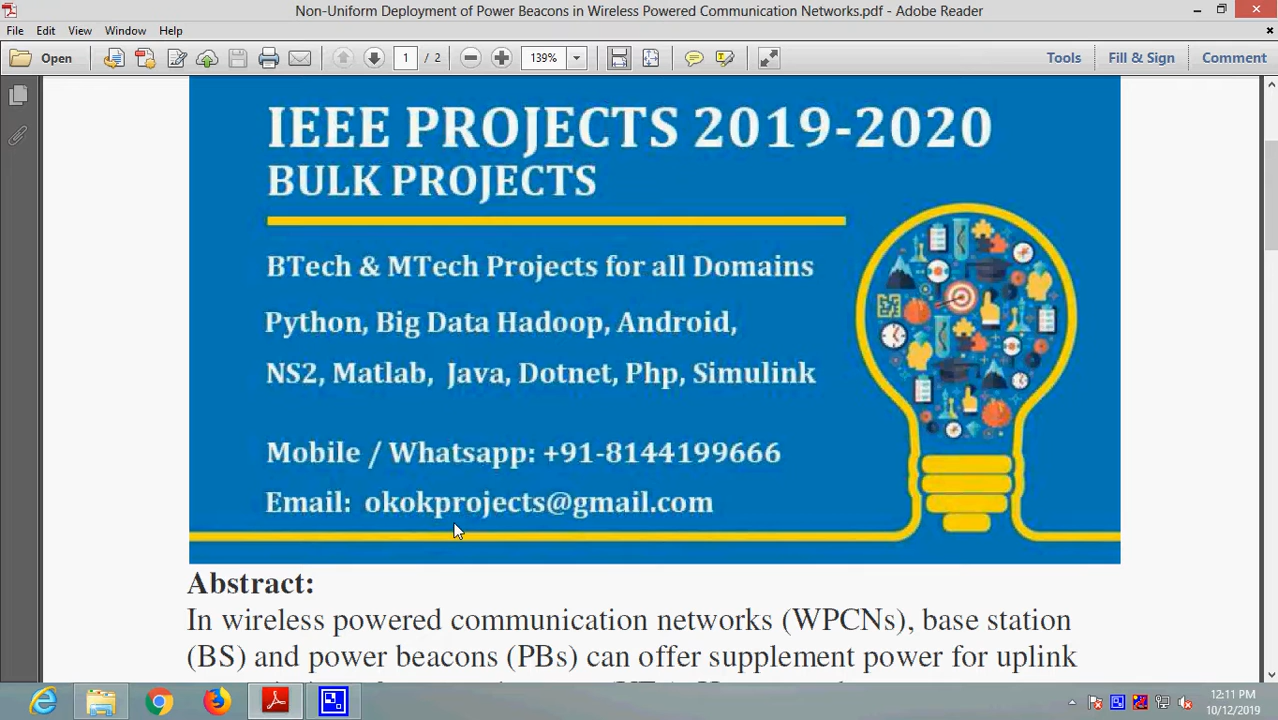 Non-Uniform Deployment of Power Beacons in Wireless Powered Communication Networks.pdf - Adobe Reader
File Edit View Window Help
Open 1 / 2 139% Tools Fill & Sign Comment
IEEE PROJECTS 2019-2020
BULK PROJECTS
BTech & MTech Projects for all Domains
Python, Big Data Hadoop, Android,
NS2, Matlab, Java, Dotnet, Php, Simulink
Mobile / Whatsapp: +91-8144199666
Email: okokprojects@gmail.com
Abstract:
In wireless powered communication networks (WPCNs), base station
(BS) and power beacons (PBs) can offer supplement power for uplink
12:11 PM
10/12/2019